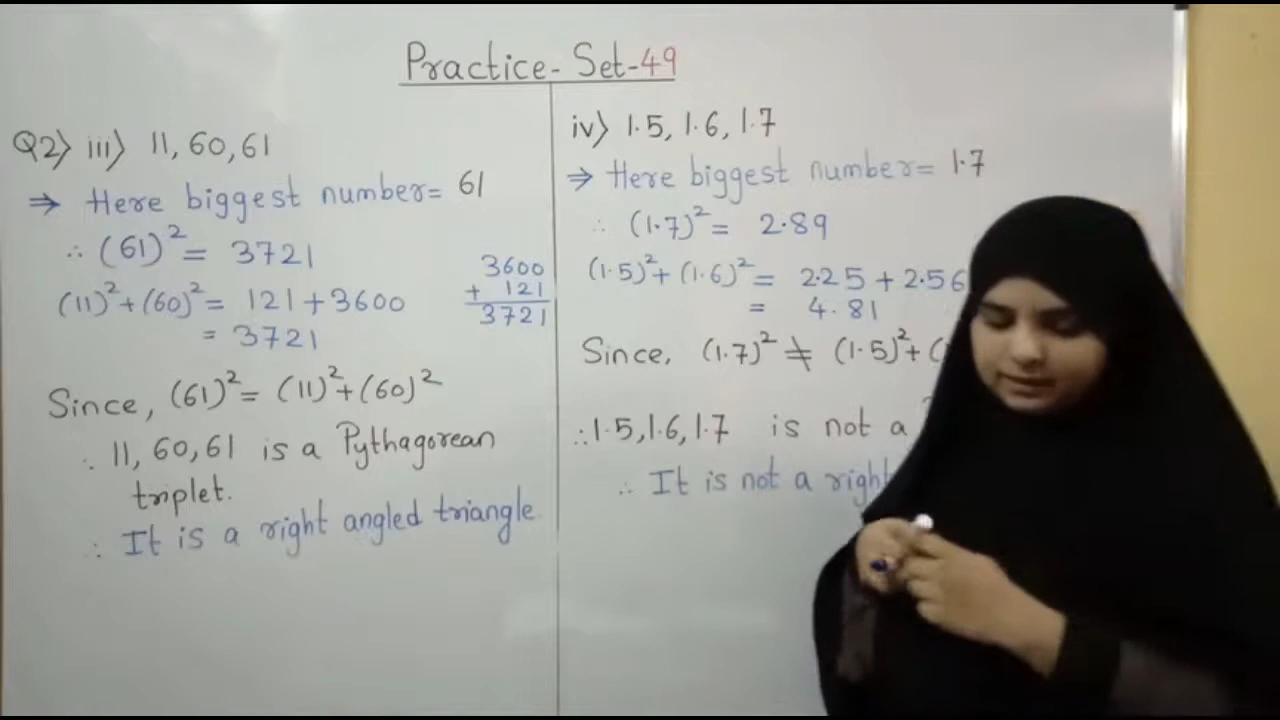 Practice- Set-49
Q2) iii) 11, 60, 61
⇒ Here biggest number= 61
∴ (61)² = 3721
(11)²+(60)² = 121+3600
= 3721
3600
+ 121
3721
Since, (61)² = (11)²+(60)²
∴ 11, 60, 61 is a Pythagorean
triplet.
∴ It is a right angled triangle.
iv) 1.5, 1.6, 1.7
⇒ Here biggest number= 1.7
∴ (1.7)² = 2.89
(1.5)²+(1.6)² = 2.25+2.56
= 4.81
Since, (1.7)² ≠ (1.5)²+(
∴ 1.5, 1.6, 1.7 is not a
∴ It is not a right